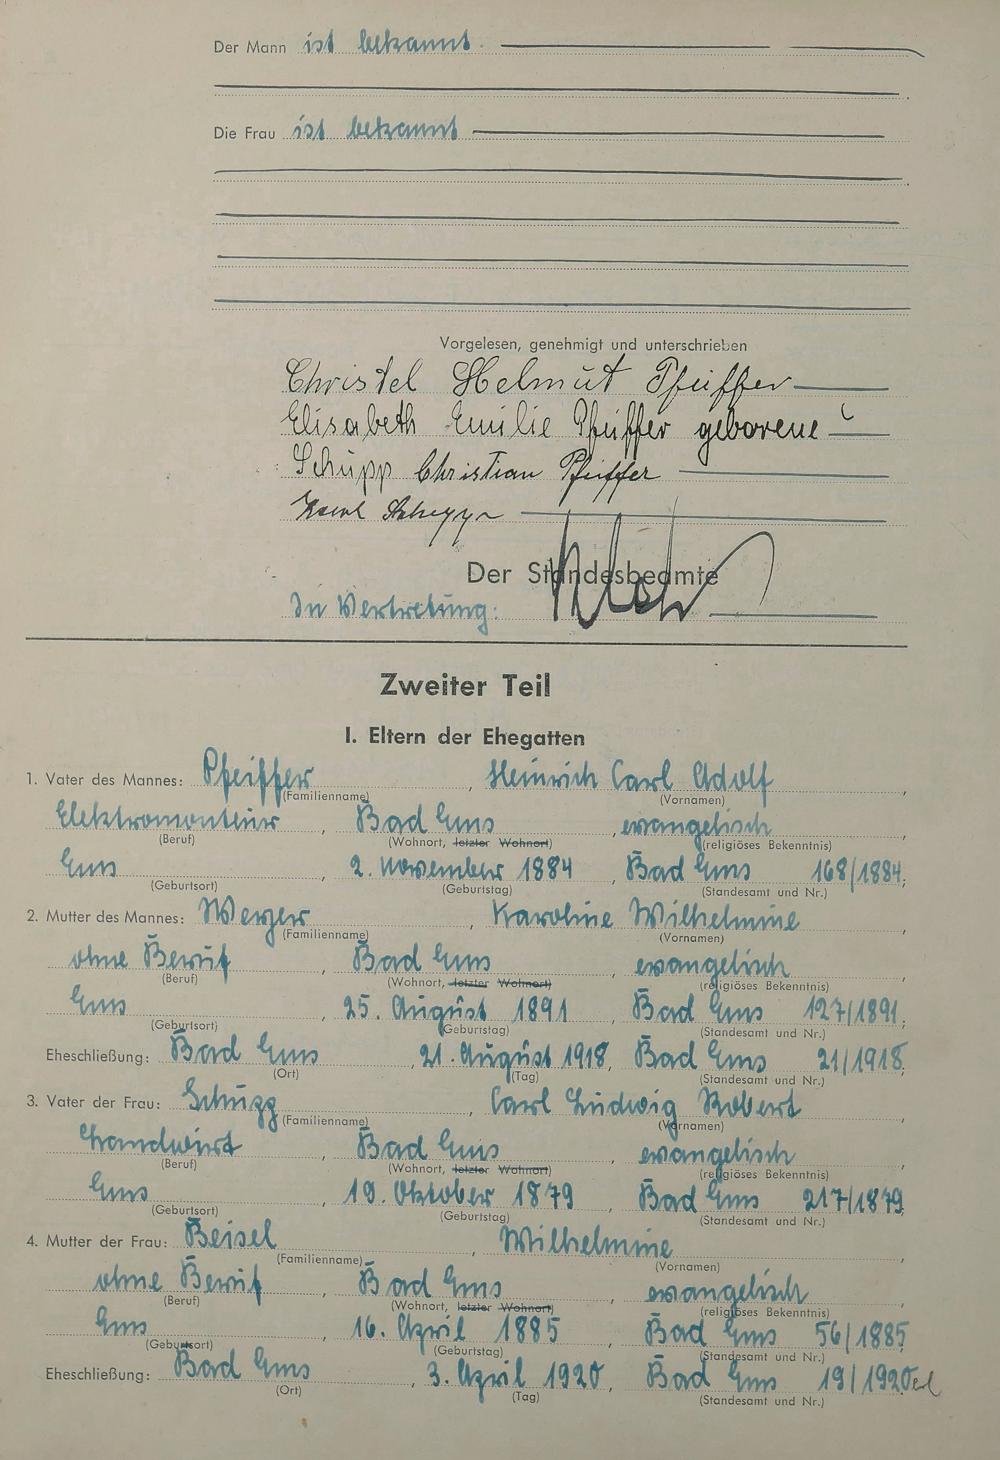 Der Mann ist bekannt.
Die Frau ist bekannt
Vorgelesen, genehmigt und unterschrieben
Christel Helmut Pfeiffer
Elisabeth Emilie Pfeiffer geborene
Schupp Christian Pfeiffer
Karl
Der Standesbeamte
In Vertretung:
Zweiter Teil
I. Eltern der Ehegatten
1. Vater des Mannes: Pfeiffer, Heinrich Carl Adolf,
(Familienname) (Vornamen)
Elektromonteur, Bad Ems, evangelisch,
(Beruf) (Wohnort, letzter Wohnort) (religiöses Bekenntnis)
Ems, 2. November 1884, Bad Ems 168/1884;
(Geburtsort) (Geburtstag) (Standesamt und Nr.)
2. Mutter des Mannes: , Karoline Wilhelmine,
(Familienname) (Vornamen)
ohne Beruf, Bad Ems, evangelisch,
(Beruf) (Wohnort, letzter Wohnort) (religiöses Bekenntnis)
Ems, 25. August 1891, Bad Ems 127/1891;
(Geburtsort) (Geburtstag) (Standesamt und Nr.)
Eheschließung: Bad Ems, 21. August 1918, Bad Ems 21/1918;
(Ort) (Tag) (Standesamt und Nr.)
3. Vater der Frau: Schupp, Carl Ludwig Robert,
(Familienname) (Vornamen)
Landwirt, Bad Ems, evangelisch,
(Beruf) (Wohnort, letzter Wohnort) (religiöses Bekenntnis)
Ems, 19. Oktober 1879, Bad Ems 217/1879;
(Geburtsort) (Geburtstag) (Standesamt und Nr.)
4. Mutter der Frau: Beisel, Wilhelmine,
(Familienname) (Vornamen)
ohne Beruf, Bad Ems, evangelisch,
(Beruf) (Wohnort, letzter Wohnort) (religiöses Bekenntnis)
Ems, 16. April 1885, Bad Ems 56/1885;
(Geburtsort) (Geburtstag) (Standesamt und Nr.)
Eheschließung: Bad Ems, 3. April 1920, Bad Ems 19/1920
(Ort) (Tag) (Standesamt und Nr.)